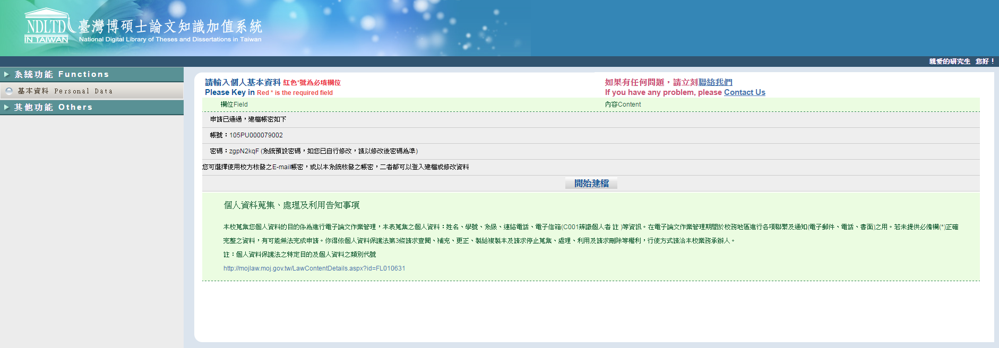 NDLTD
IN TAIWAN
臺灣博碩士論文知識加值系統
National Digital Library of Theses and Dissertations in Taiwan
親愛的研究生 您好！
系統功能 Functions
基本資料 Personal Data
其他功能 Others
請輸入個人基本資料 紅色*號為必填欄位
Please Key in Red * is the required field
如果有任何問題，請立刻聯絡我們
If you have any problem, please Contact Us
欄位Field 內容Content
申請已通過，建檔帳密如下
帳號：105PU000079002
密碼：zgpN2kqF (系統預設密碼，如您已自行修改，請以修改後密碼為準)
您可選擇使用校方核發之E-mail帳密，或以本系統核發之帳密，二者都可以登入建檔或修改資料
開始建檔
個人資料蒐集、處理及利用告知事項
本校蒐集您個人資料的目的係為進行電子論文作業管理，本表蒐集之個人資料：姓名、學號、系級、連絡電話、電子信箱(C001辨識個人者 註 )等資訊。在電子論文作業管理期間於校務地區進行各項聯繫及通知(電子郵件、電話、書面)之用。若未提供必備欄(*)正確
完整之資料，有可能無法完成申請。你得依個人資料保護法第3條請求查閱、補充、更正、製給複製本及請求停止蒐集、處理、利用及請求刪除等權利，行使方式請洽本校業務承辦人。
註：個人資料保護法之特定目的及個人資料之類別代號
http://mojlaw.moj.gov.tw/LawContentDetails.aspx?id=FL010631